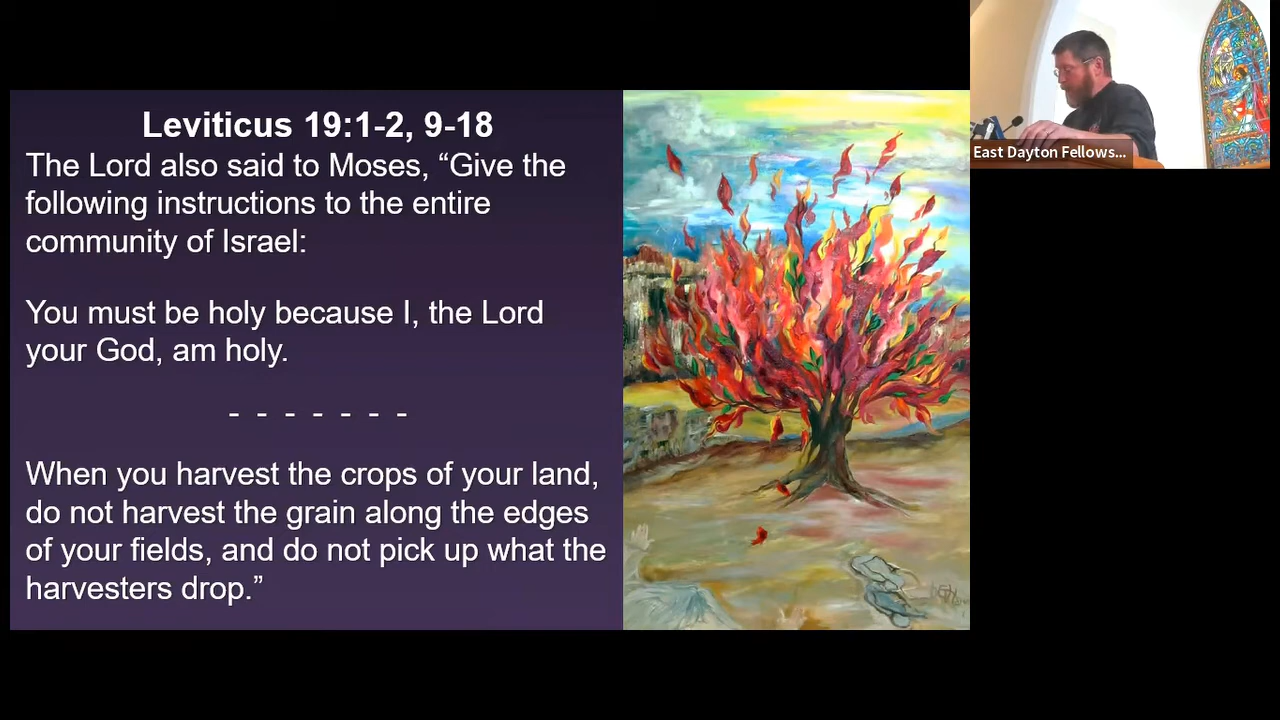 Leviticus 19:1-2, 9-18
The Lord also said to Moses, “Give the
following instructions to the entire
community of Israel:
You must be holy because I, the Lord
your God, am holy.
- - - - - - -
When you harvest the crops of your land,
do not harvest the grain along the edges
of your fields, and do not pick up what the
harvesters drop.”
East Dayton Fellows...